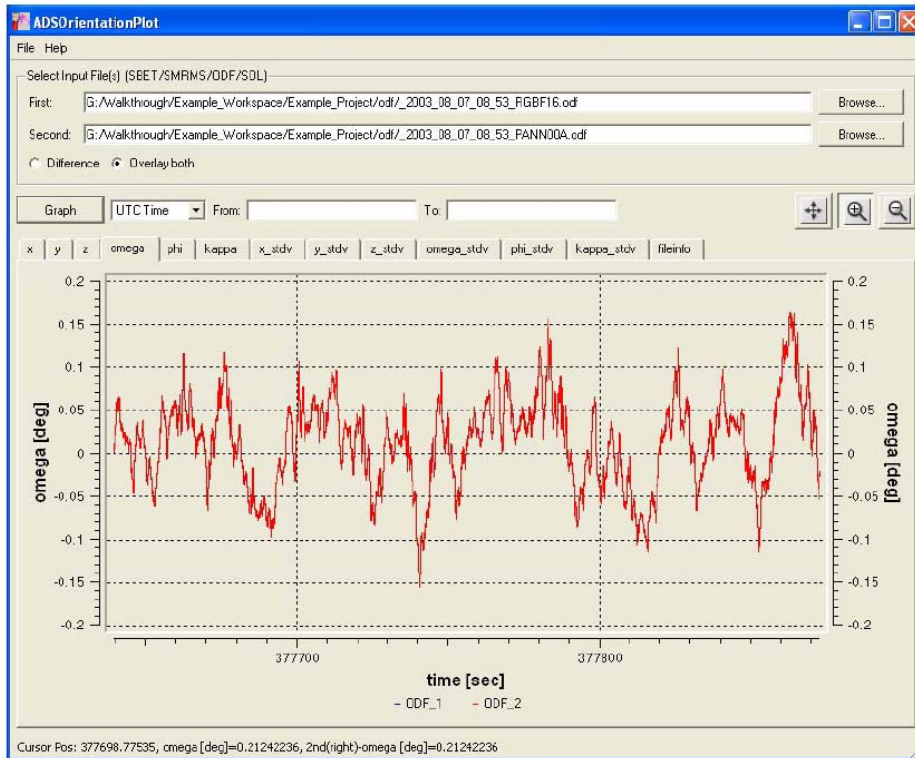 ADSOrientationPlot
File Help
Select Input File(s) (SBET/SMRMS/ODF/SOL)
First: G:/Walkthrough/Example_Workspace/Example_Project/odf/_2003_08_07_08_53_RGBF16.odf Browse...
Second: G:/Walkthrough/Example_Workspace/Example_Project/odf/_2003_08_07_08_53_PANN00A.odf Browse...
Difference Overlay both
Graph UTC Time From: To:
x y z omega phi kappa x_stdv y_stdv z_stdv omega_stdv phi_stdv kappa_stdv fileinfo
0.2 0.2
0.15 0.15
0.1 0.1
0.05 0.05
0 0
-0.05 -0.05
-0.1 -0.1
-0.15 -0.15
-0.2 -0.2
omega [deg]
omega [deg]
377700 377800
time [sec]
ODF_1 ODF_2
Cursor Pos: 377698.77535, omega [deg]=0.21242236, 2nd(right)-omega [deg]=0.21242236